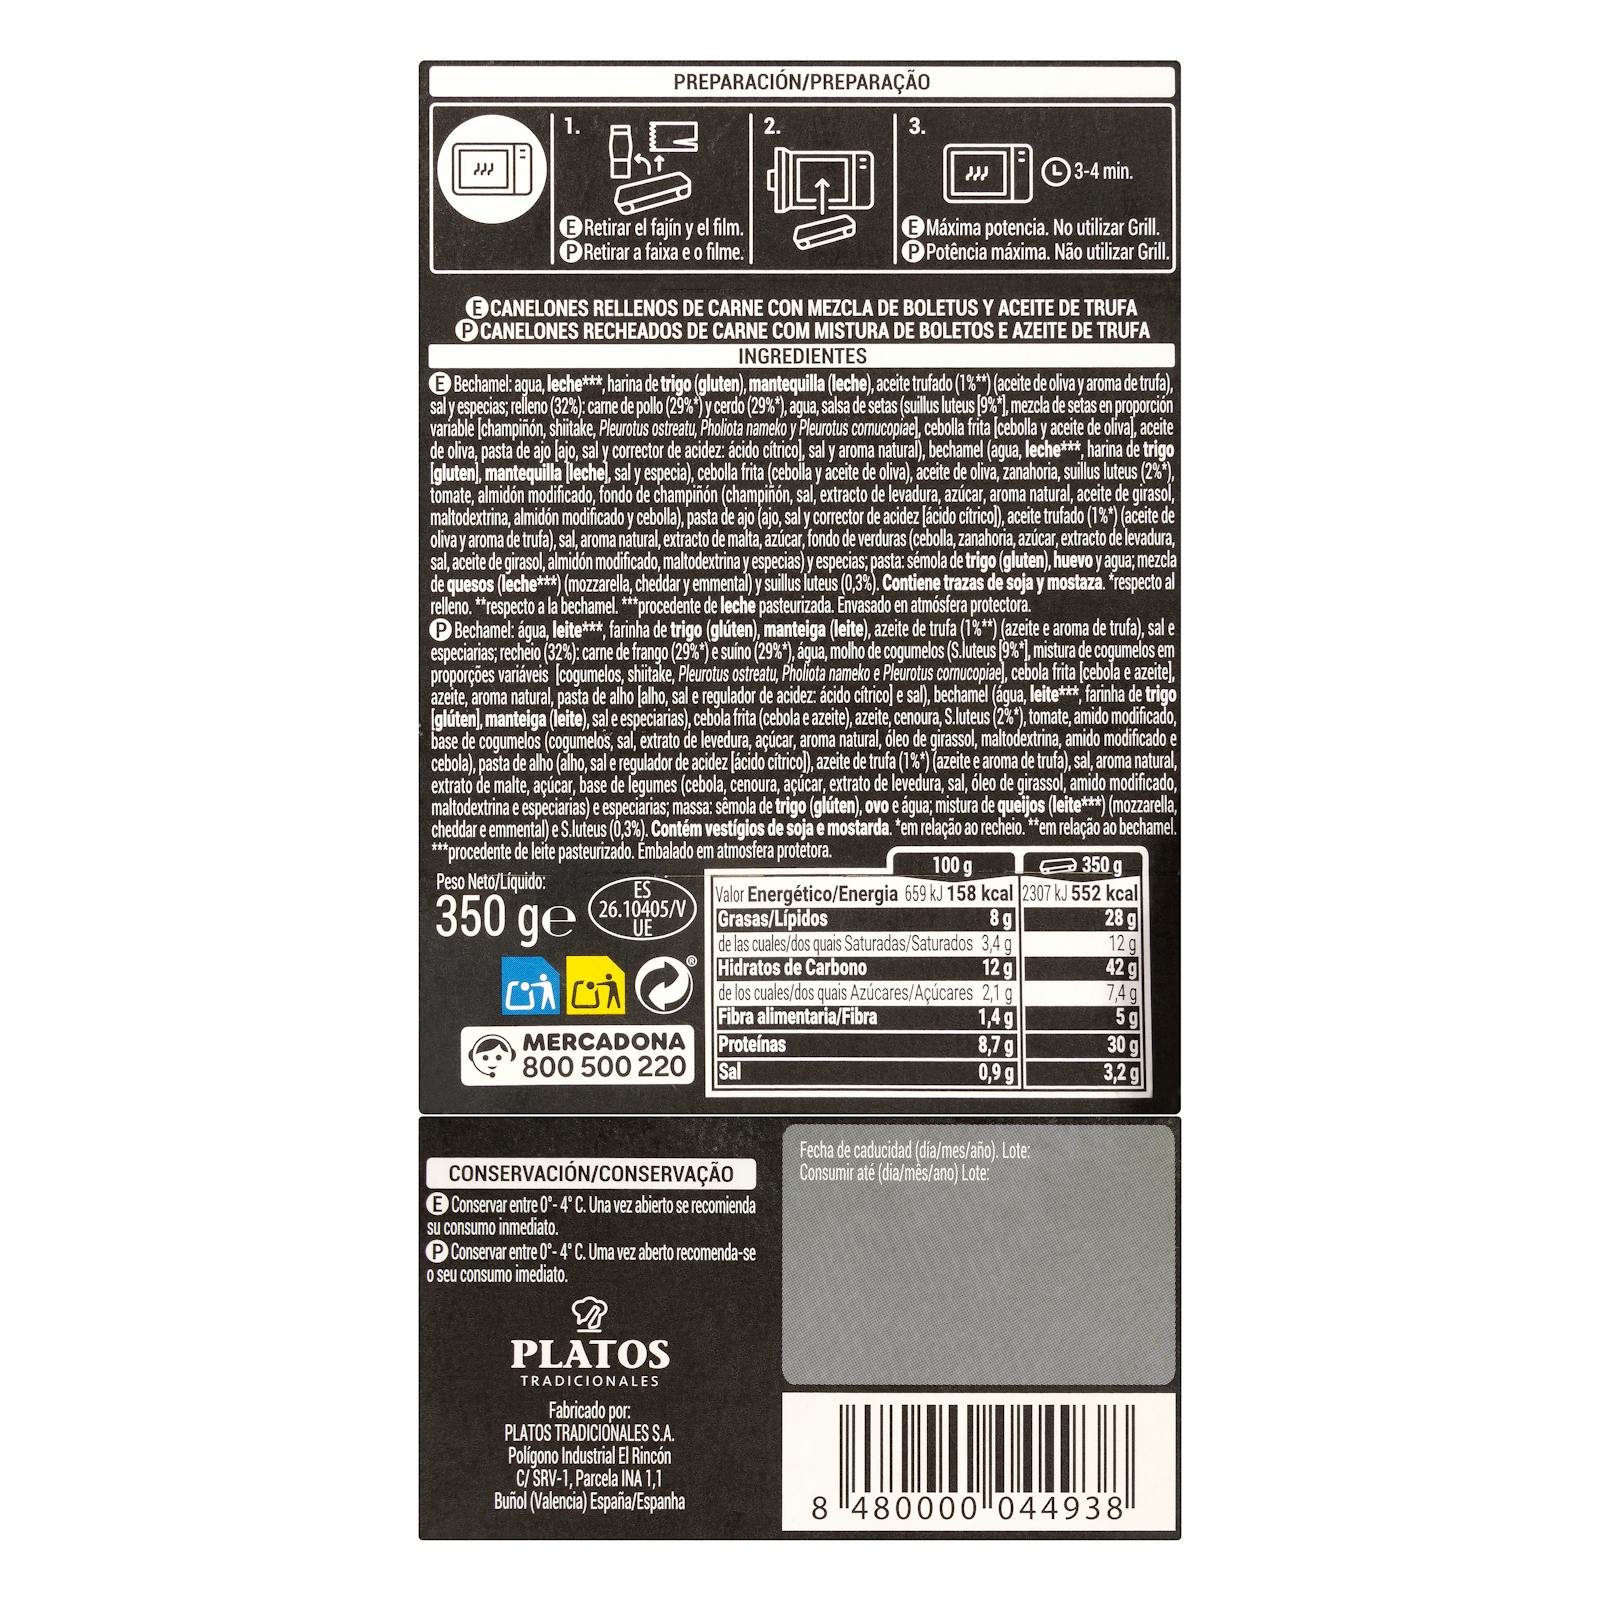 PREPARACIÓN/PREPARAÇÃO
1.
E Retirar el fajín y el film.
P Retirar a faixa e o filme.
2.
3.
3-4 min.
E Máxima potencia. No utilizar Grill.
P Potência máxima. Não utilizar Grill.
E CANELONES RELLENOS DE CARNE CON MEZCLA DE BOLETUS Y ACEITE DE TRUFA
P CANELONES RECHEADOS DE CARNE COM MISTURA DE BOLETOS E AZEITE DE TRUFA
INGREDIENTES
E Bechamel: agua, leche***, harina de trigo (gluten), mantequilla (leche), aceite trufado (1%**) (aceite de oliva y aroma de trufa),
sal y especias; relleno (32%): carne de pollo (29%*) y cerdo (29%*), agua, salsa de setas (suillus luteus [9%*], mezcla de setas en proporción
variable [champiñón, shiitake, Pleurotus ostreatu, Pholiota nameko y Pleurotus cornucopiae], cebolla frita [cebolla y aceite de oliva], aceite
de oliva, pasta de ajo [ajo, sal y corrector de acidez: ácido cítrico], sal y aroma natural), bechamel (agua, leche***, harina de trigo
[gluten], mantequilla [leche], sal y especia), cebolla frita (cebolla y aceite de oliva), aceite de oliva, zanahoria, suillus luteus (2%*),
tomate, almidón modificado, fondo de champiñón (champiñón, sal, extracto de levadura, azúcar, aroma natural, aceite de girasol,
maltodextrina, almidón modificado y cebolla), pasta de ajo (ajo, sal y corrector de acidez [ácido cítrico]), aceite trufado (1%*) (aceite de
oliva y aroma de trufa), sal, aroma natural, extracto de malta, azúcar, fondo de verduras (cebolla, zanahoria, azúcar, extracto de levadura,
sal, aceite de girasol, almidón modificado, maltodextrina y especias) y especias; pasta: sémola de trigo (gluten), huevo y agua; mezcla
de quesos (leche***) (mozzarella, cheddar y emmental) y suillus luteus (0,3%). Contiene trazas de soja y mostaza. *respecto al
relleno. **respecto a la bechamel. ***procedente de leche pasteurizada. Envasado en atmósfera protectora.
P Bechamel: água, leite***, farinha de trigo (glúten), manteiga (leite), azeite de trufa (1%**) (azeite e aroma de trufa), sal e
especiarias; recheio (32%): carne de frango (29%*) e suíno (29%*), água, molho de cogumelos (S.luteus [9%*], mistura de cogumelos em
proporções variáveis [cogumelos, shiitake, Pleurotus ostreatu, Pholiota nameko e Pleurotus cornucopiae], cebola frita [cebola e azeite],
azeite, aroma natural, pasta de alho [alho, sal e regulador de acidez: ácido cítrico] e sal), bechamel (água, leite***, farinha de trigo
[glúten], manteiga (leite), sal e especiarias), cebola frita (cebola e azeite), azeite, cenoura, S.luteus (2%*), tomate, amido modificado,
base de cogumelos (cogumelos, sal, extrato de levedura, açúcar, aroma natural, óleo de girassol, maltodextrina, amido modificado e
cebola), pasta de alho (alho, sal e regulador de acidez [ácido cítrico]), azeite de trufa (1%*) (azeite e aroma de trufa), sal, aroma natural,
extrato de malte, açúcar, base de legumes (cebola, cenoura, açúcar, extrato de levedura, sal, óleo de girassol, amido modificado,
maltodextrina e especiarias) e especiarias; massa: sêmola de trigo (glúten), ovo e água; mistura de queijos (leite***) (mozzarella,
cheddar e emmental) e S.luteus (0,3%). Contém vestígios de soja e mostarda. *em relação ao recheio. **em relação ao bechamel.
***procedente de leite pasteurizado. Embalado em atmosfera protetora.
Peso Neto/Líquido:
350 g e
ES
26.10405/V
UE
100 g 350 g
Valor Energético/Energia 659 kJ 158 kcal 2307 kJ 552 kcal
Grasas/Lípidos 8 g 28 g
de las cuales/dos quais Saturadas/Saturados 3,4 g 12 g
Hidratos de Carbono 12 g 42 g
de los cuales/dos quais Azúcares/Açúcares 2,1 g 7,4 g
Fibra alimentaria/Fibra 1,4 g 5 g
Proteínas 8,7 g 30 g
Sal 0,9 g 3,2 g
®
MERCADONA
800 500 220
CONSERVACIÓN/CONSERVAÇÃO
E Conservar entre 0°- 4° C. Una vez abierto se recomienda
su consumo inmediato.
P Conservar entre 0°- 4° C. Uma vez aberto recomenda-se
o seu consumo imediato.
PLATOS
TRADICIONALES
Fabricado por:
PLATOS TRADICIONALES S.A.
Polígono Industrial El Rincón
C/ SRV-1, Parcela INA 1,1
Buñol (Valencia) España/Espanha
Fecha de caducidad (día/mes/año). Lote:
Consumir até (dia/mês/ano) Lote:
8 480000 044938